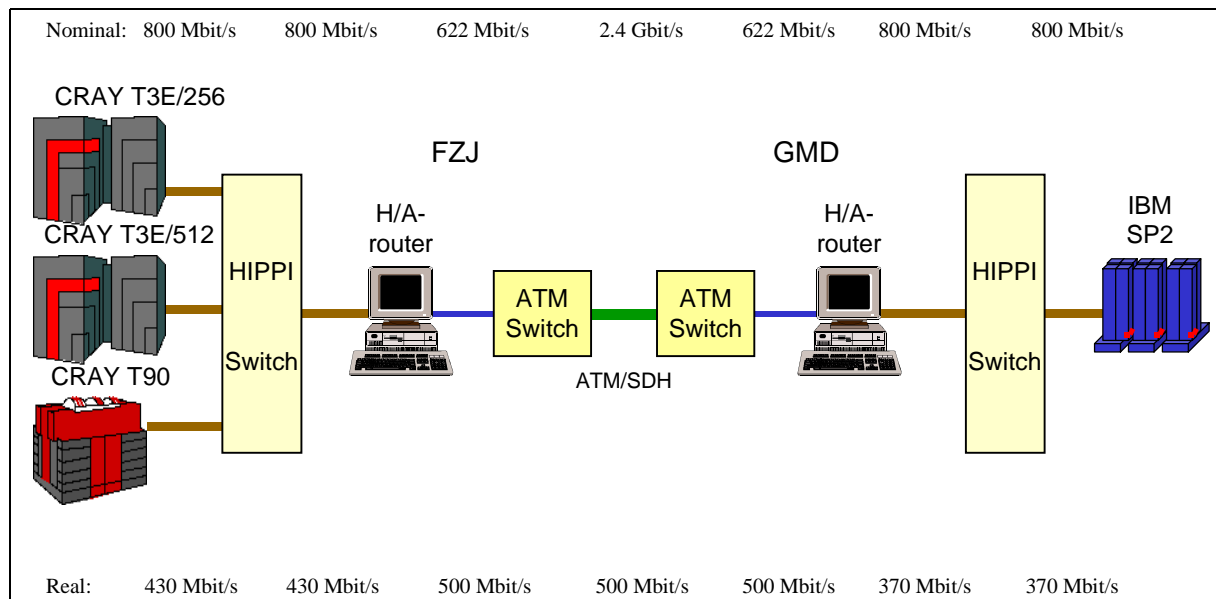 Nominal: 800 Mbit/s 800 Mbit/s 622 Mbit/s 2.4 Gbit/s 622 Mbit/s 800 Mbit/s 800 Mbit/s
CRAY T3E/256
FZJ
GMD
H/A-
router
H/A-
router
IBM
SP2
CRAY T3E/512
HIPPI
Switch
ATM
Switch
ATM
Switch
HIPPI
Switch
CRAY T90
ATM/SDH
Real: 430 Mbit/s 430 Mbit/s 500 Mbit/s 500 Mbit/s 500 Mbit/s 370 Mbit/s 370 Mbit/s